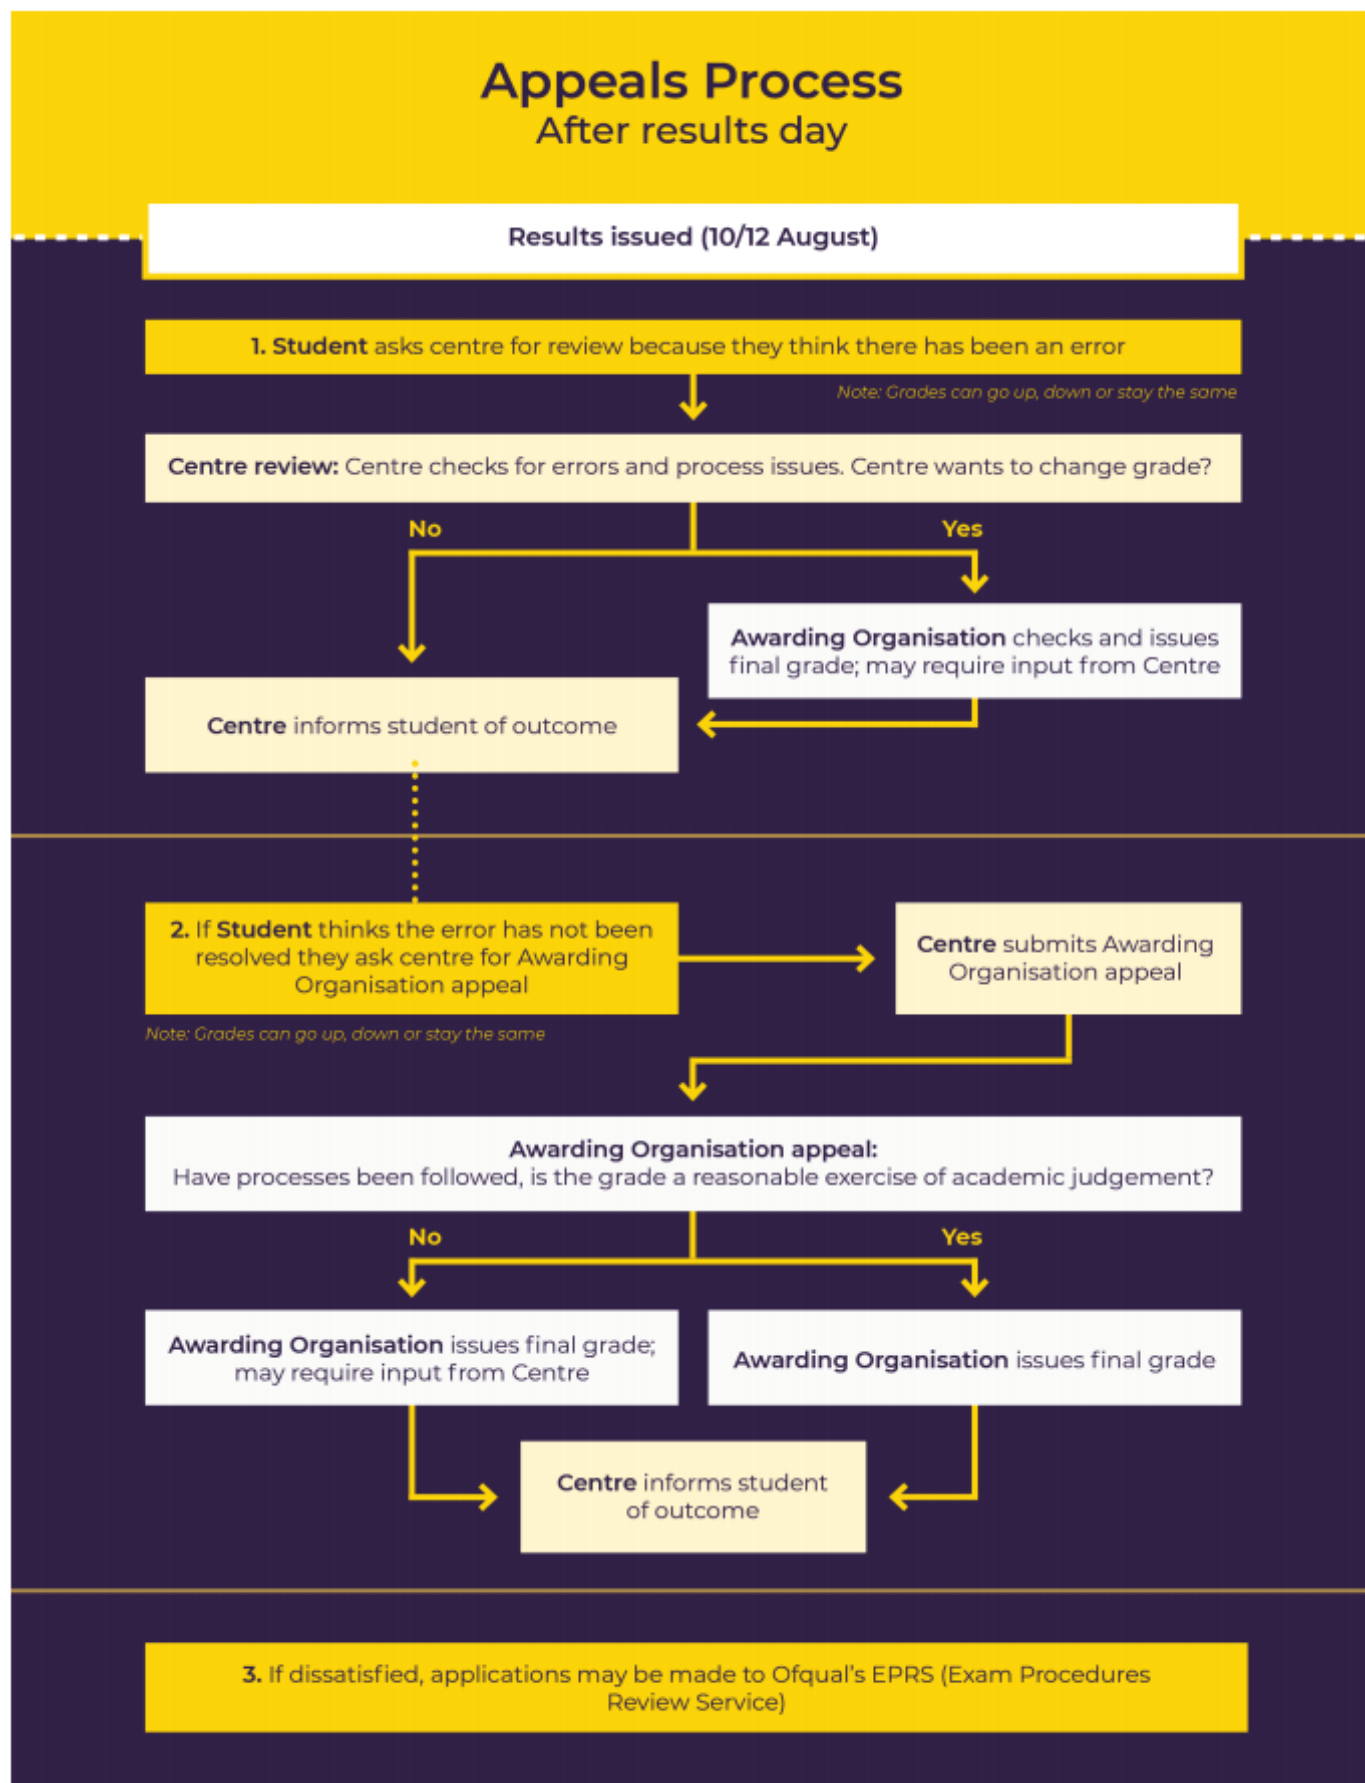 Appeals Process
After results day
Results issued (10/12 August)
1. Student asks centre for review because they think there has been an error
Note: Grades can go up, down or stay the same
Centre review: Centre checks for errors and process issues. Centre wants to change grade?
No
Yes
Awarding Organisation checks and issues
final grade; may require input from Centre
Centre informs student of outcome
2. If Student thinks the error has not been
resolved they ask centre for Awarding
Organisation appeal
Centre submits Awarding
Organisation appeal
Note: Grades can go up, down or stay the same
Awarding Organisation appeal:
Have processes been followed, is the grade a reasonable exercise of academic judgement?
No
Yes
Awarding Organisation issues final grade;
may require input from Centre
Awarding Organisation issues final grade
Centre informs student
of outcome
3. If dissatisfied, applications may be made to Ofqual's EPRS (Exam Procedures
Review Service)